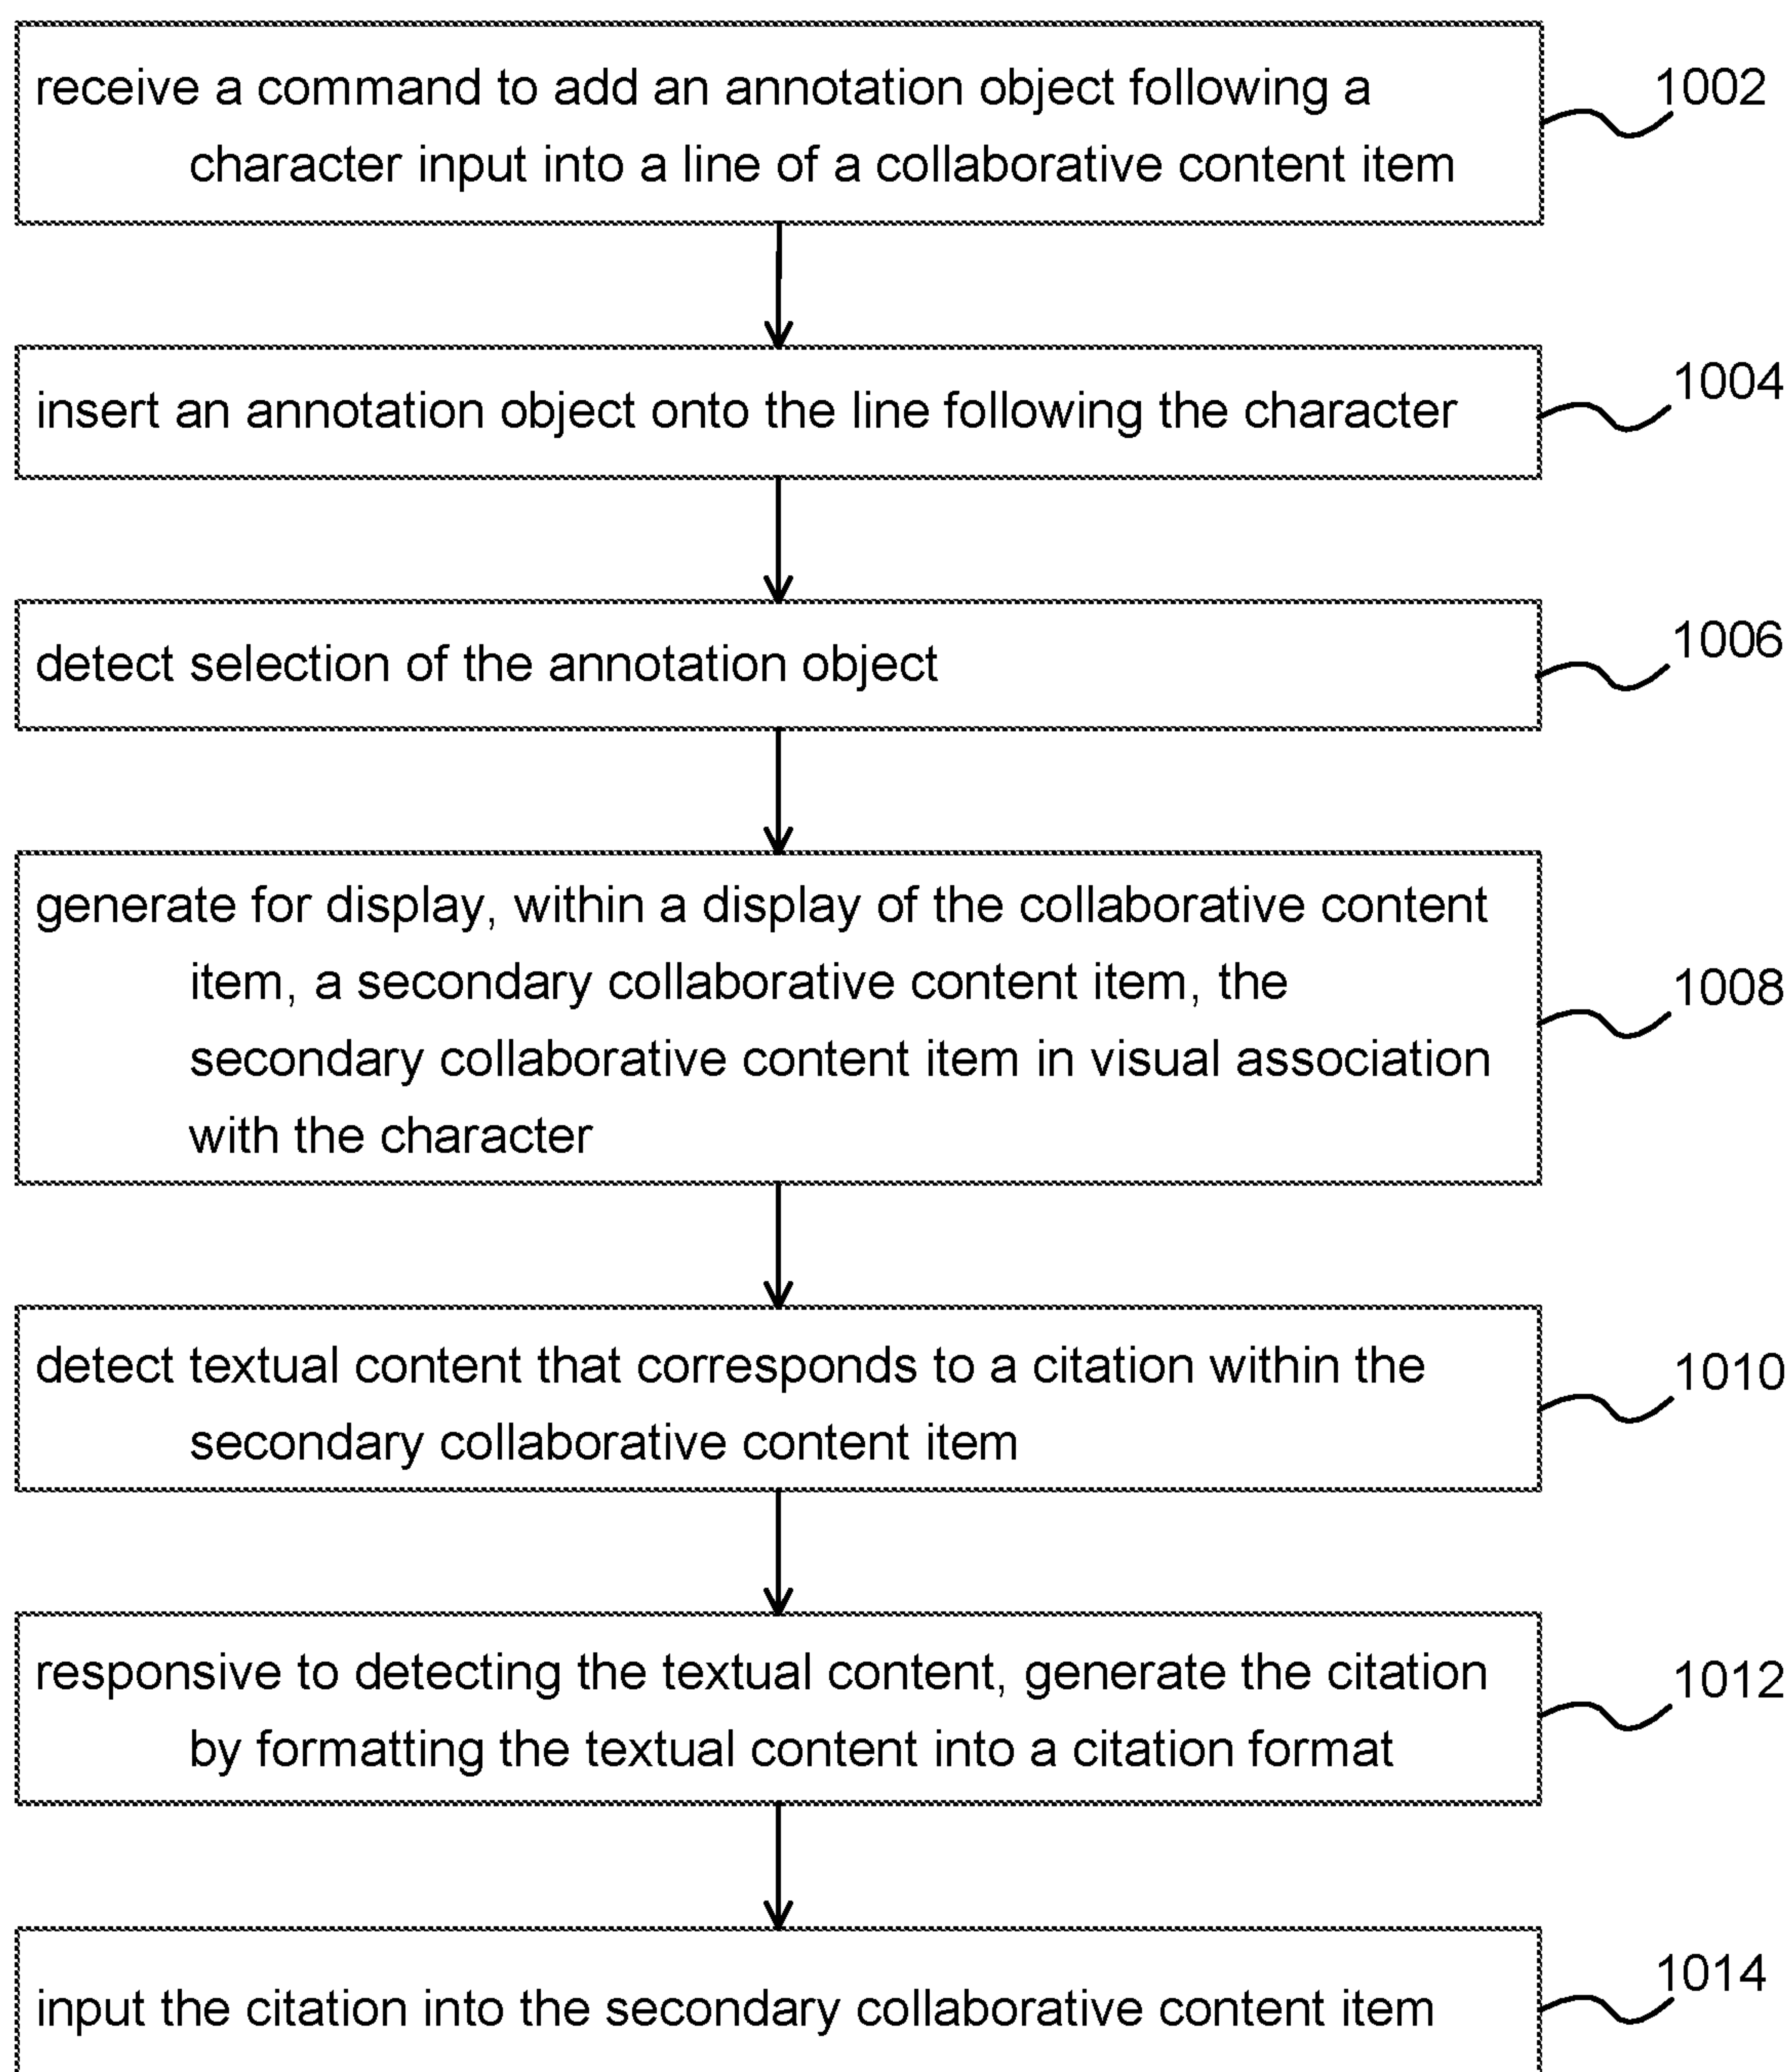 receive a command to add an annotation object following a
character input into a line of a collaborative content item
1002
insert an annotation object onto the line following the character
1004
detect selection of the annotation object
1006
generate for display, within a display of the collaborative content
item, a secondary collaborative content item, the
secondary collaborative content item in visual association
with the character
1008
detect textual content that corresponds to a citation within the
secondary collaborative content item
1010
responsive to detecting the textual content, generate the citation
by formatting the textual content into a citation format
1012
input the citation into the secondary collaborative content item
1014